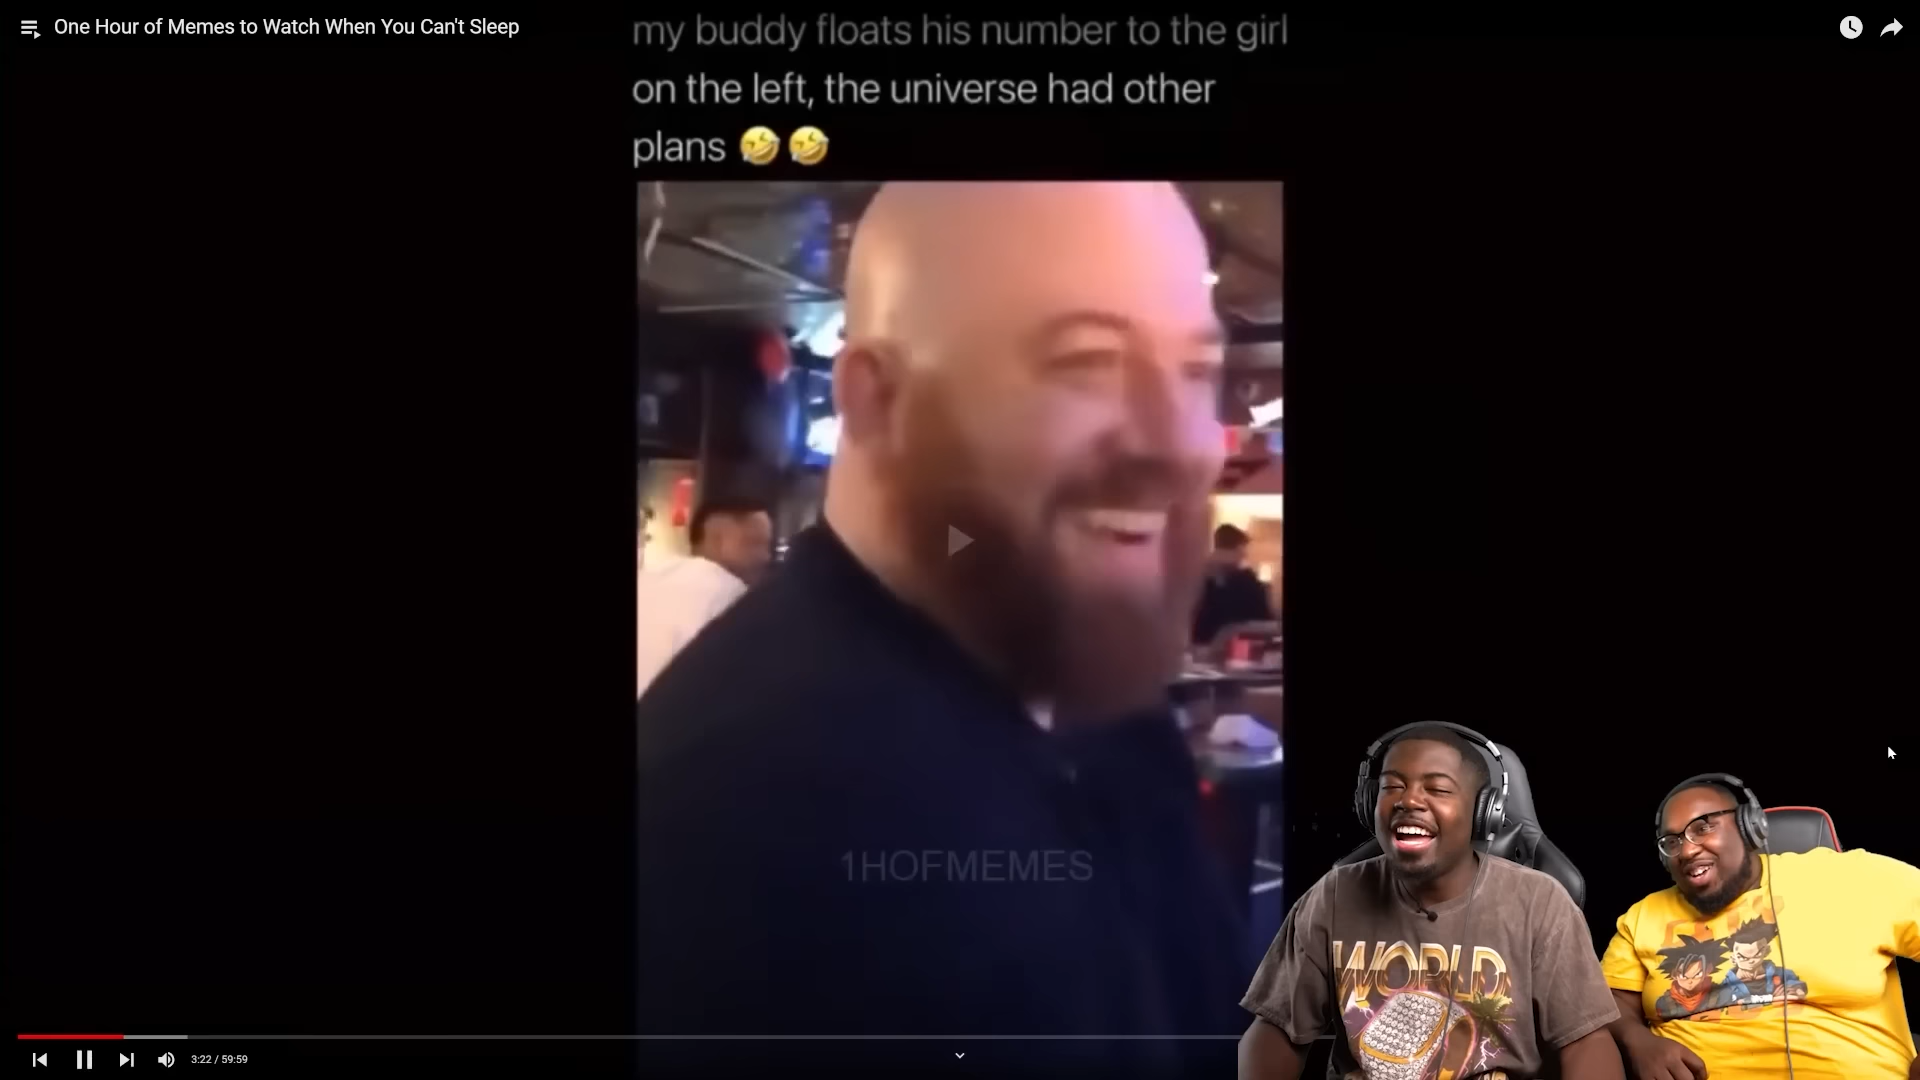 One Hour of Memes to Watch When You Can't Sleep
my buddy floats his number to the girl
on the left, the universe had other
plans 🤣🤣
1HOFMEMES
WORLD
3:22 / 59:59